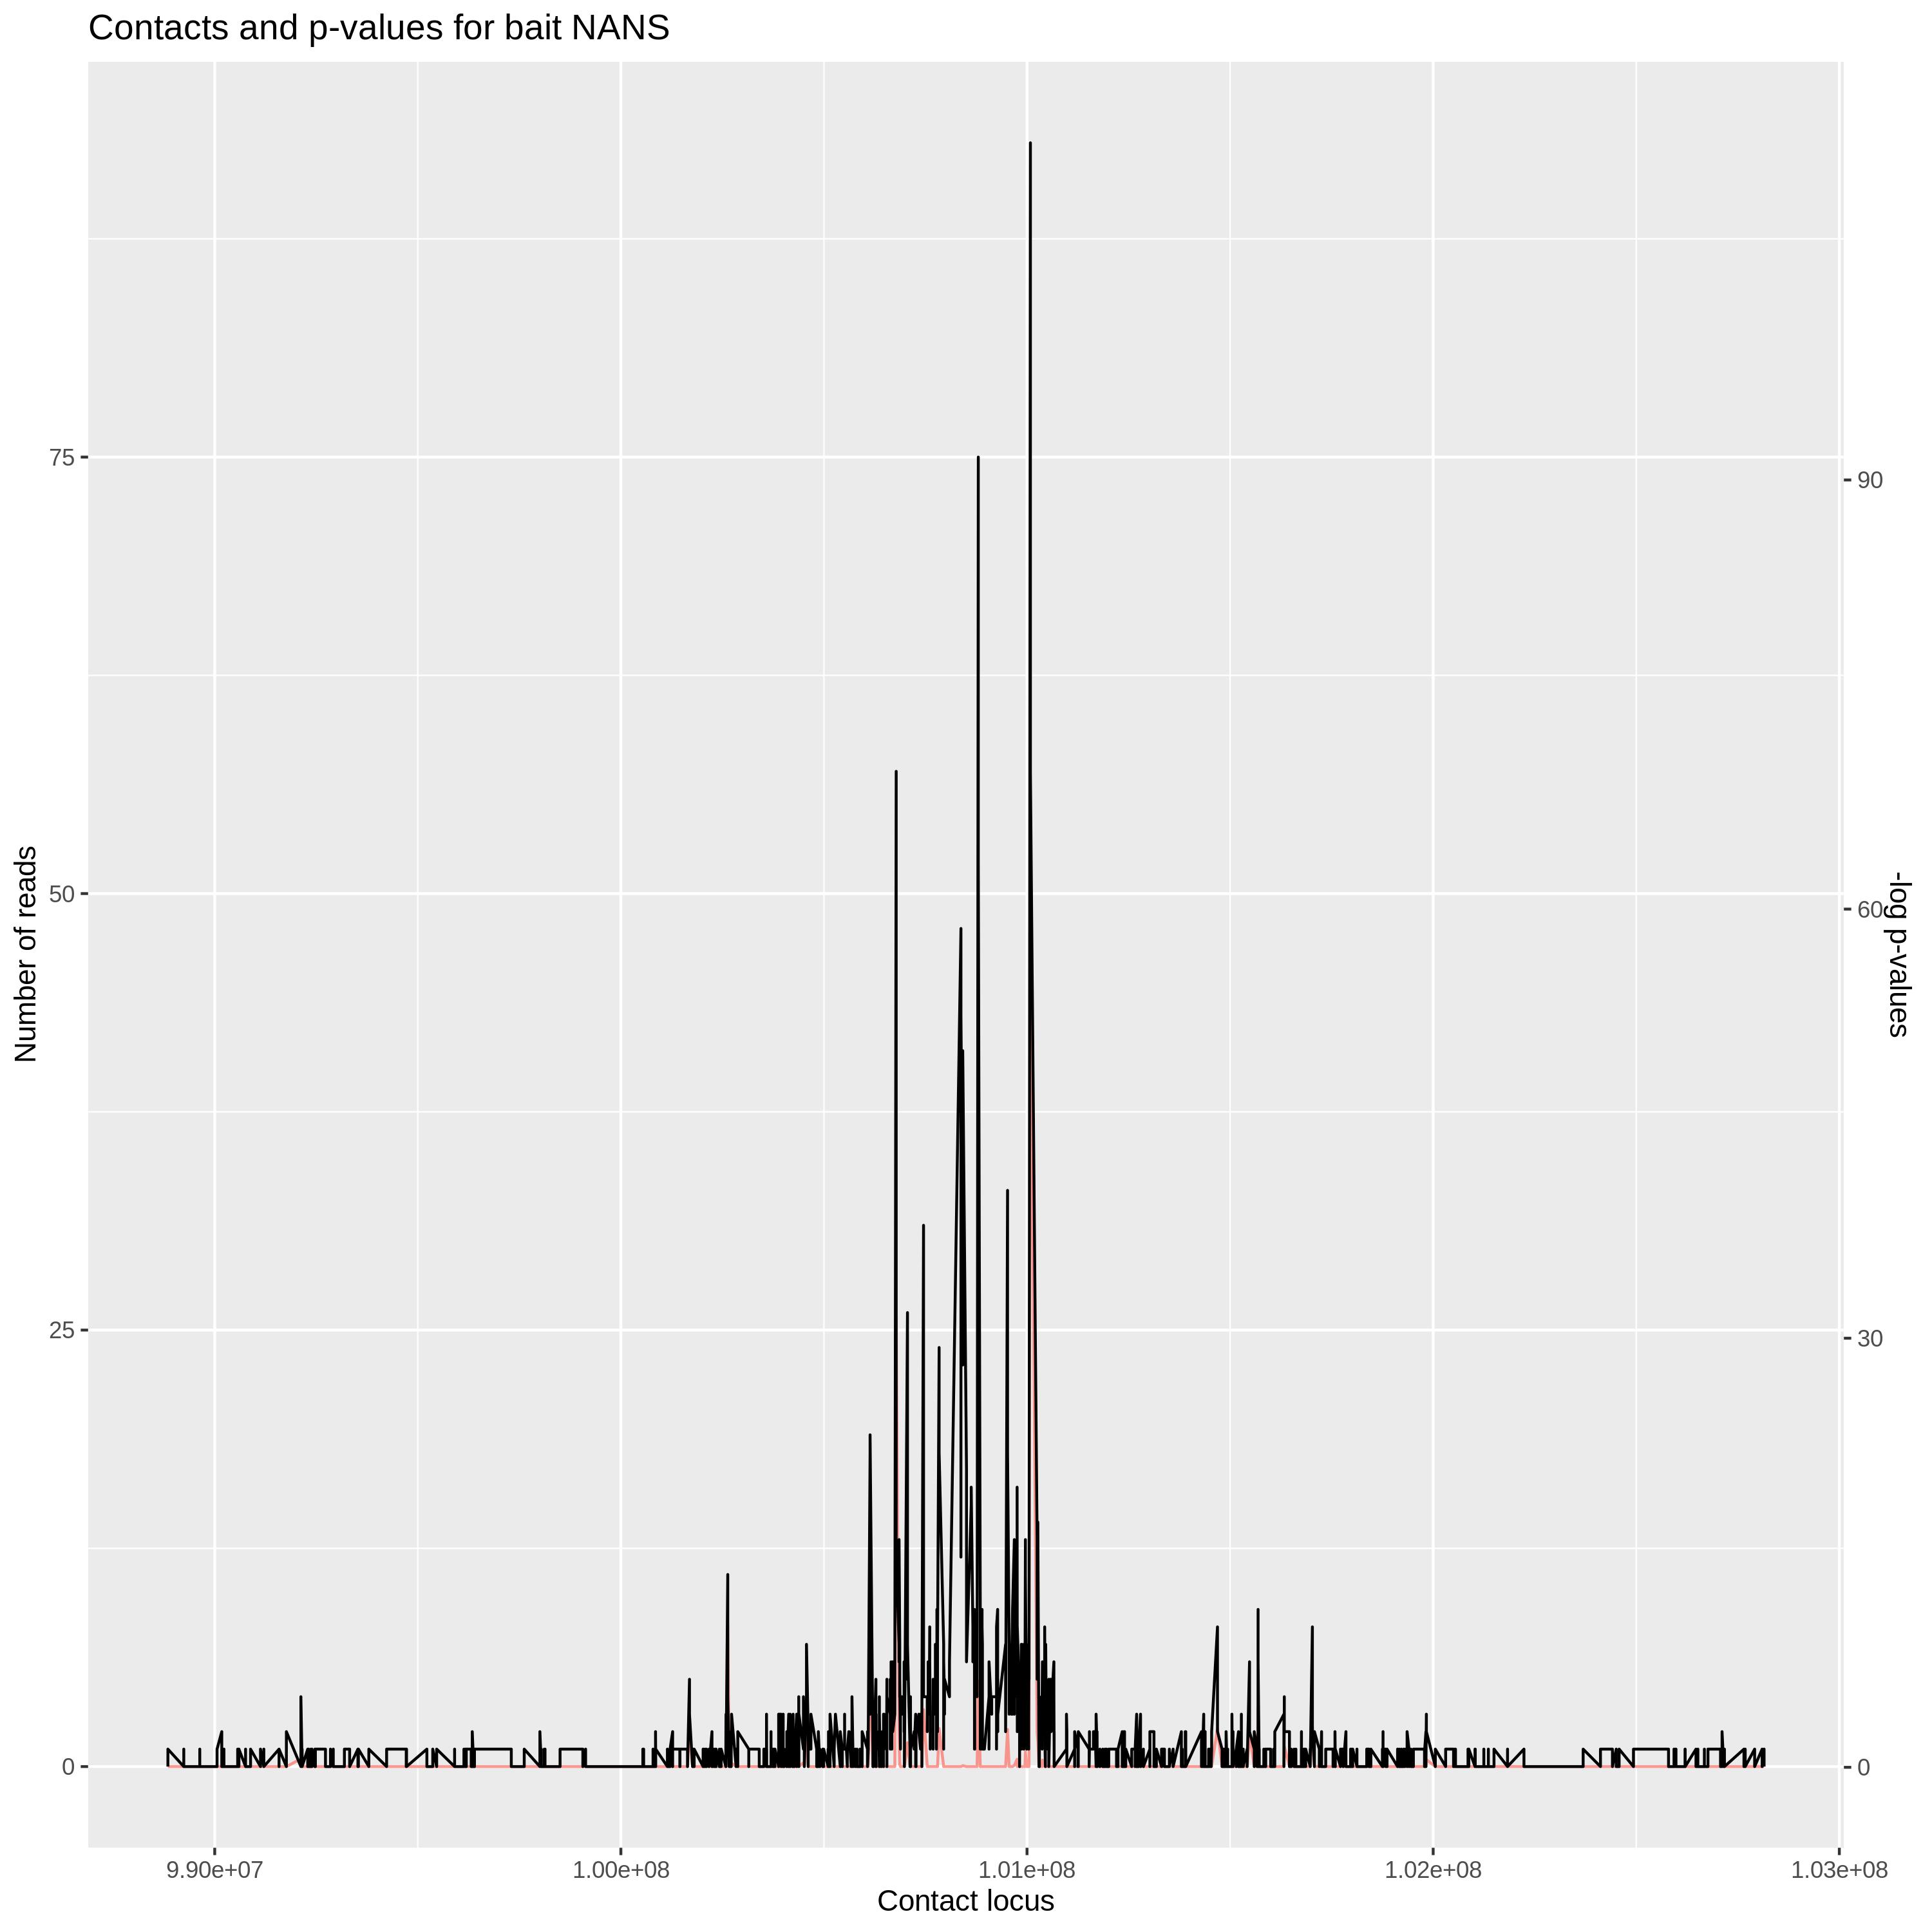 Contacts and p-values for bait NANS
75
50
25
0
Number of reads
90
60
30
0
-log p-values
9.90e+07
1.00e+08
1.01e+08
1.02e+08
1.03e+08
Contact locus